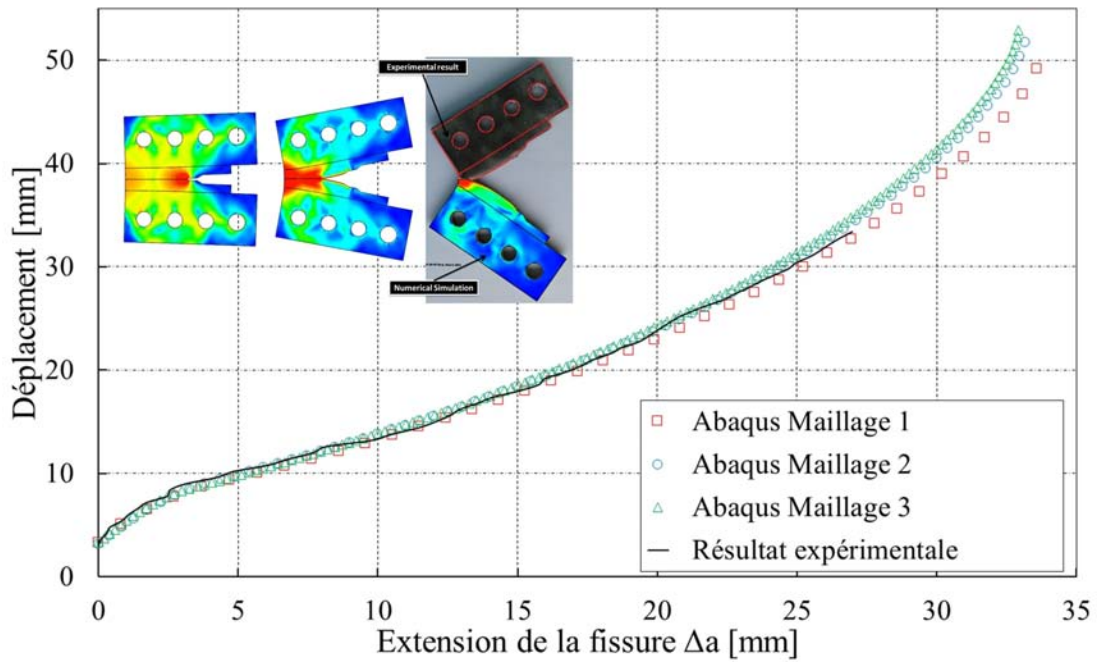 Déplacement [mm]
50
40
30
20
10
0
Experimental result
Numerical Simulation
Abaqus Maillage 1
Abaqus Maillage 2
Abaqus Maillage 3
Résultat expérimentale
0 5 10 15 20 25 30 35
Extension de la fissure Δa [mm]